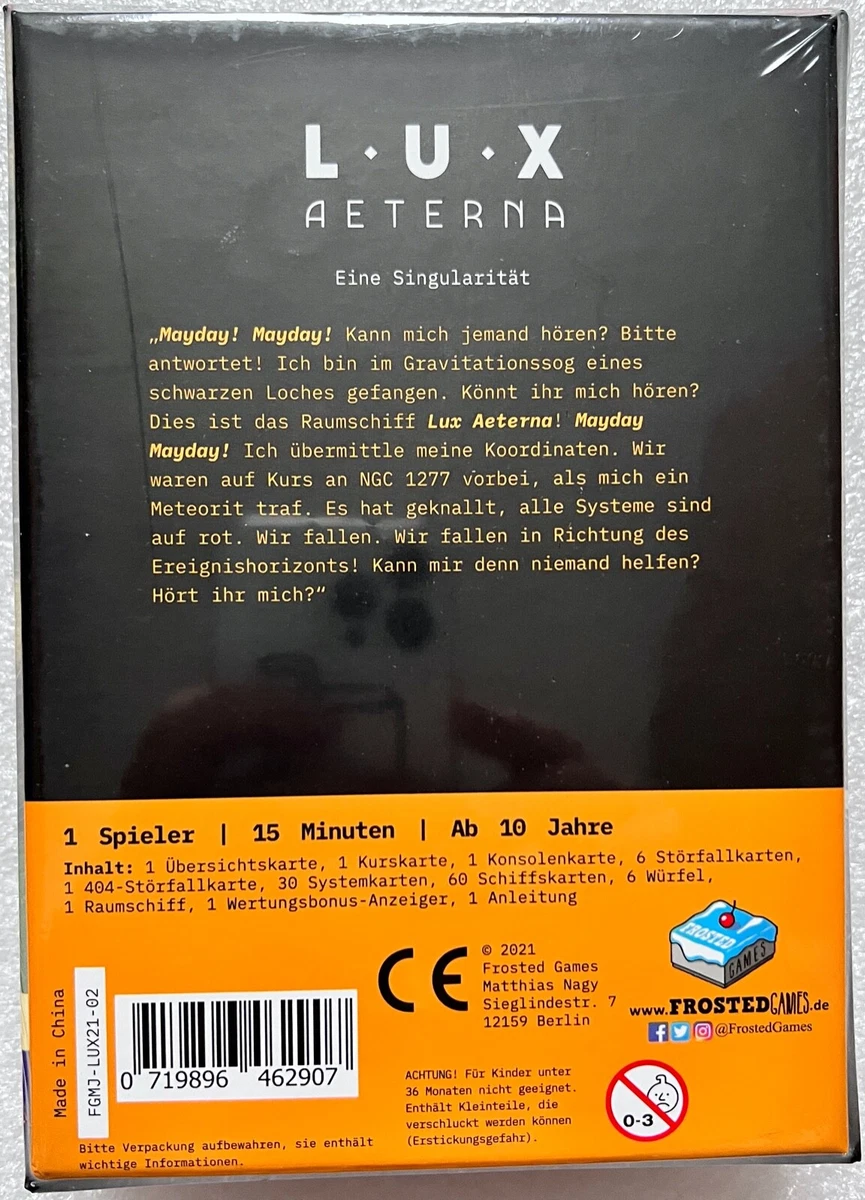 L·U·X
AETERNA
Eine Singularität
„Mayday! Mayday! Kann mich jemand hören? Bitte
antwortet! Ich bin im Gravitationssog eines
schwarzen Loches gefangen. Könnt ihr mich hören?
Dies ist das Raumschiff Lux Aeterna! Mayday
Mayday! Ich übermittle meine Koordinaten. Wir
waren auf Kurs an NGC 1277 vorbei, als mich ein
Meteorit traf. Es hat geknallt, alle Systeme sind
auf rot. Wir fallen. Wir fallen in Richtung des
Ereignishorizonts! Kann mir denn niemand helfen?
Hört ihr mich?“
1 Spieler | 15 Minuten | Ab 10 Jahre
Inhalt: 1 Übersichtskarte, 1 Kurskarte, 1 Konsolenkarte, 6 Störfallkarten,
1 404-Störfallkarte, 30 Systemkarten, 60 Schiffskarten, 6 Würfel,
1 Raumschiff, 1 Wertungsbonus-Anzeiger, 1 Anleitung
Made in China
FGMJ-LUX21-02
0 719896 462907
CE
© 2021
Frosted Games
Matthias Nagy
Sieglindestr. 7
12159 Berlin
FROSTED
GAMES
www.FROSTEDGAMES.de
@FrostedGames
ACHTUNG! Für Kinder unter
36 Monaten nicht geeignet.
Enthält Kleinteile, die
verschluckt werden können
(Erstickungsgefahr).
0-3
Bitte Verpackung aufbewahren, sie enthält
wichtige Informationen.